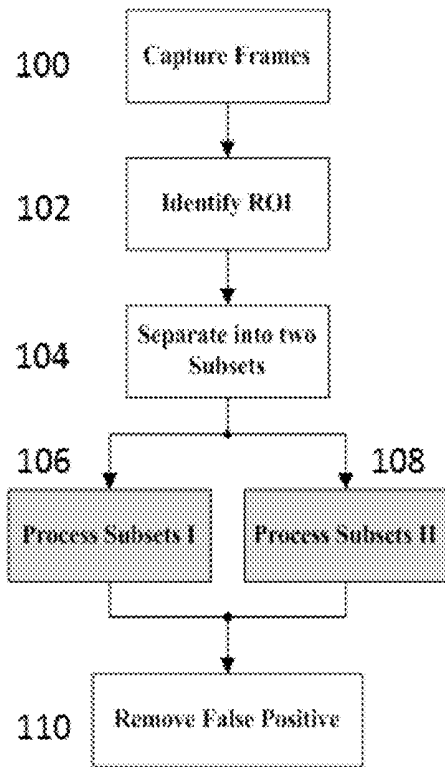 100
Capture Frames
102
Identify ROI
104
Separate into two
Subsets
106
108
Process Subsets I
Process Subsets II
110
Remove False Positive